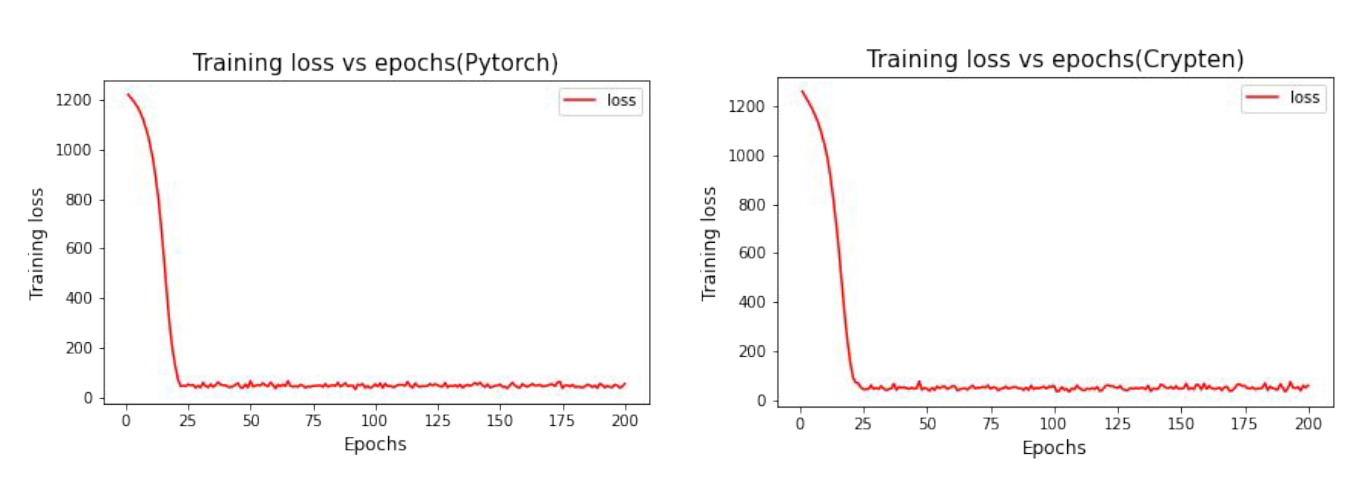 Training loss vs epochs(Pytorch)
loss
1200
1000
800
600
400
200
0
Training loss
0 25 50 75 100 125 150 175 200
Epochs
Training loss vs epochs(Crypten)
loss
1200
1000
800
600
400
200
0
Training loss
0 25 50 75 100 125 150 175 200
Epochs